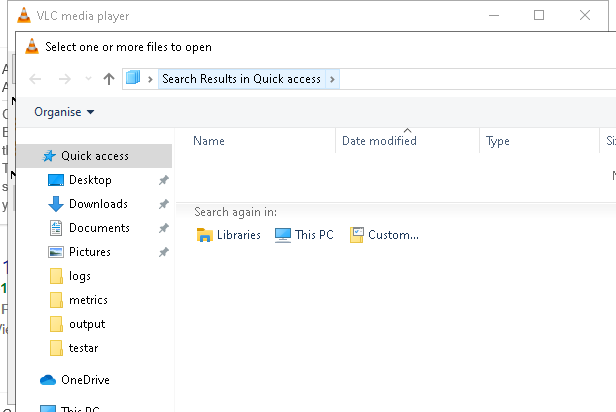 VLC media player
Select one or more files to open
Search Results in Quick access
Organise
Name Date modified Type
Quick access
Desktop
Downloads
Documents
Pictures
logs
metrics
output
testar
OneDrive
This PC
Search again in:
Libraries This PC Custom...